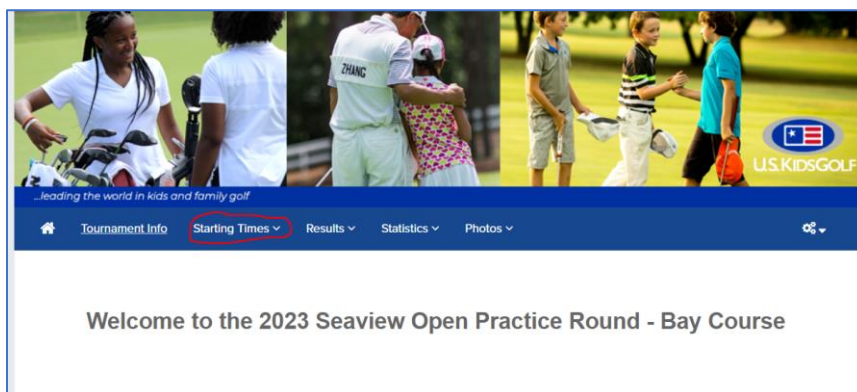 ZHANG
U.S.KIDSGOLF
...leading the world in kids and family golf
Tournament Info Starting Times Results Statistics Photos
Welcome to the 2023 Seaview Open Practice Round - Bay Course